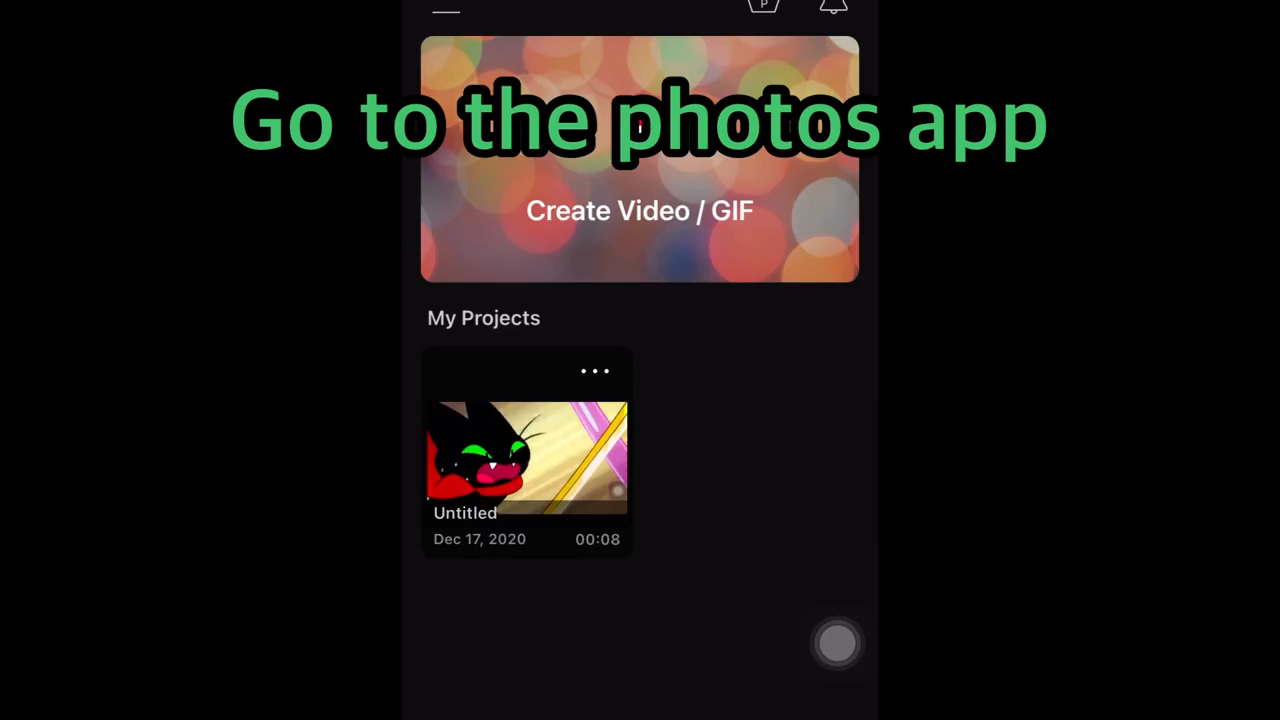 P
Go to the photos app
Create Video / GIF
My Projects
Untitled
Dec 17, 2020 00:08